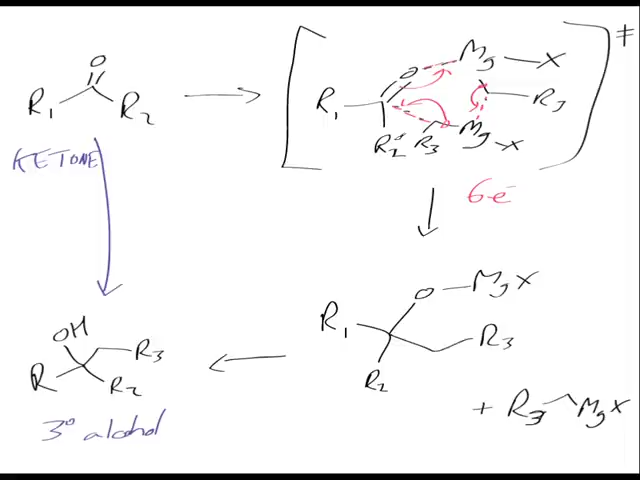 O
R1 R2
KETONE
O Mg X
R1 R3
R2 R3 Mg X
‡
6e⁻
OH
R R3
R2
3° alcohol
O MgX
R1 R3
R2
+ R3 MgX